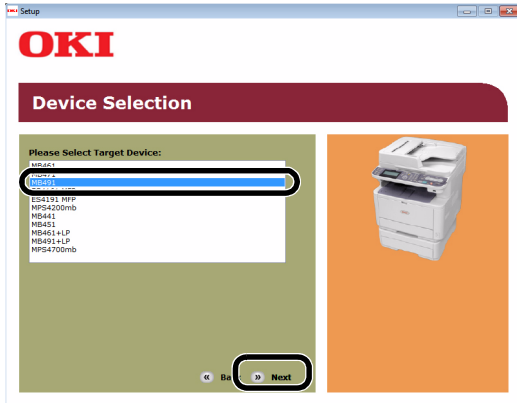 Setup
OKI
Device Selection
Please Select Target Device:
MB461
MB471
MB491
ES4191 MFP
MPS4200mb
MB441
MB451
MB461+LP
MB491+LP
MPS4700mb
Next